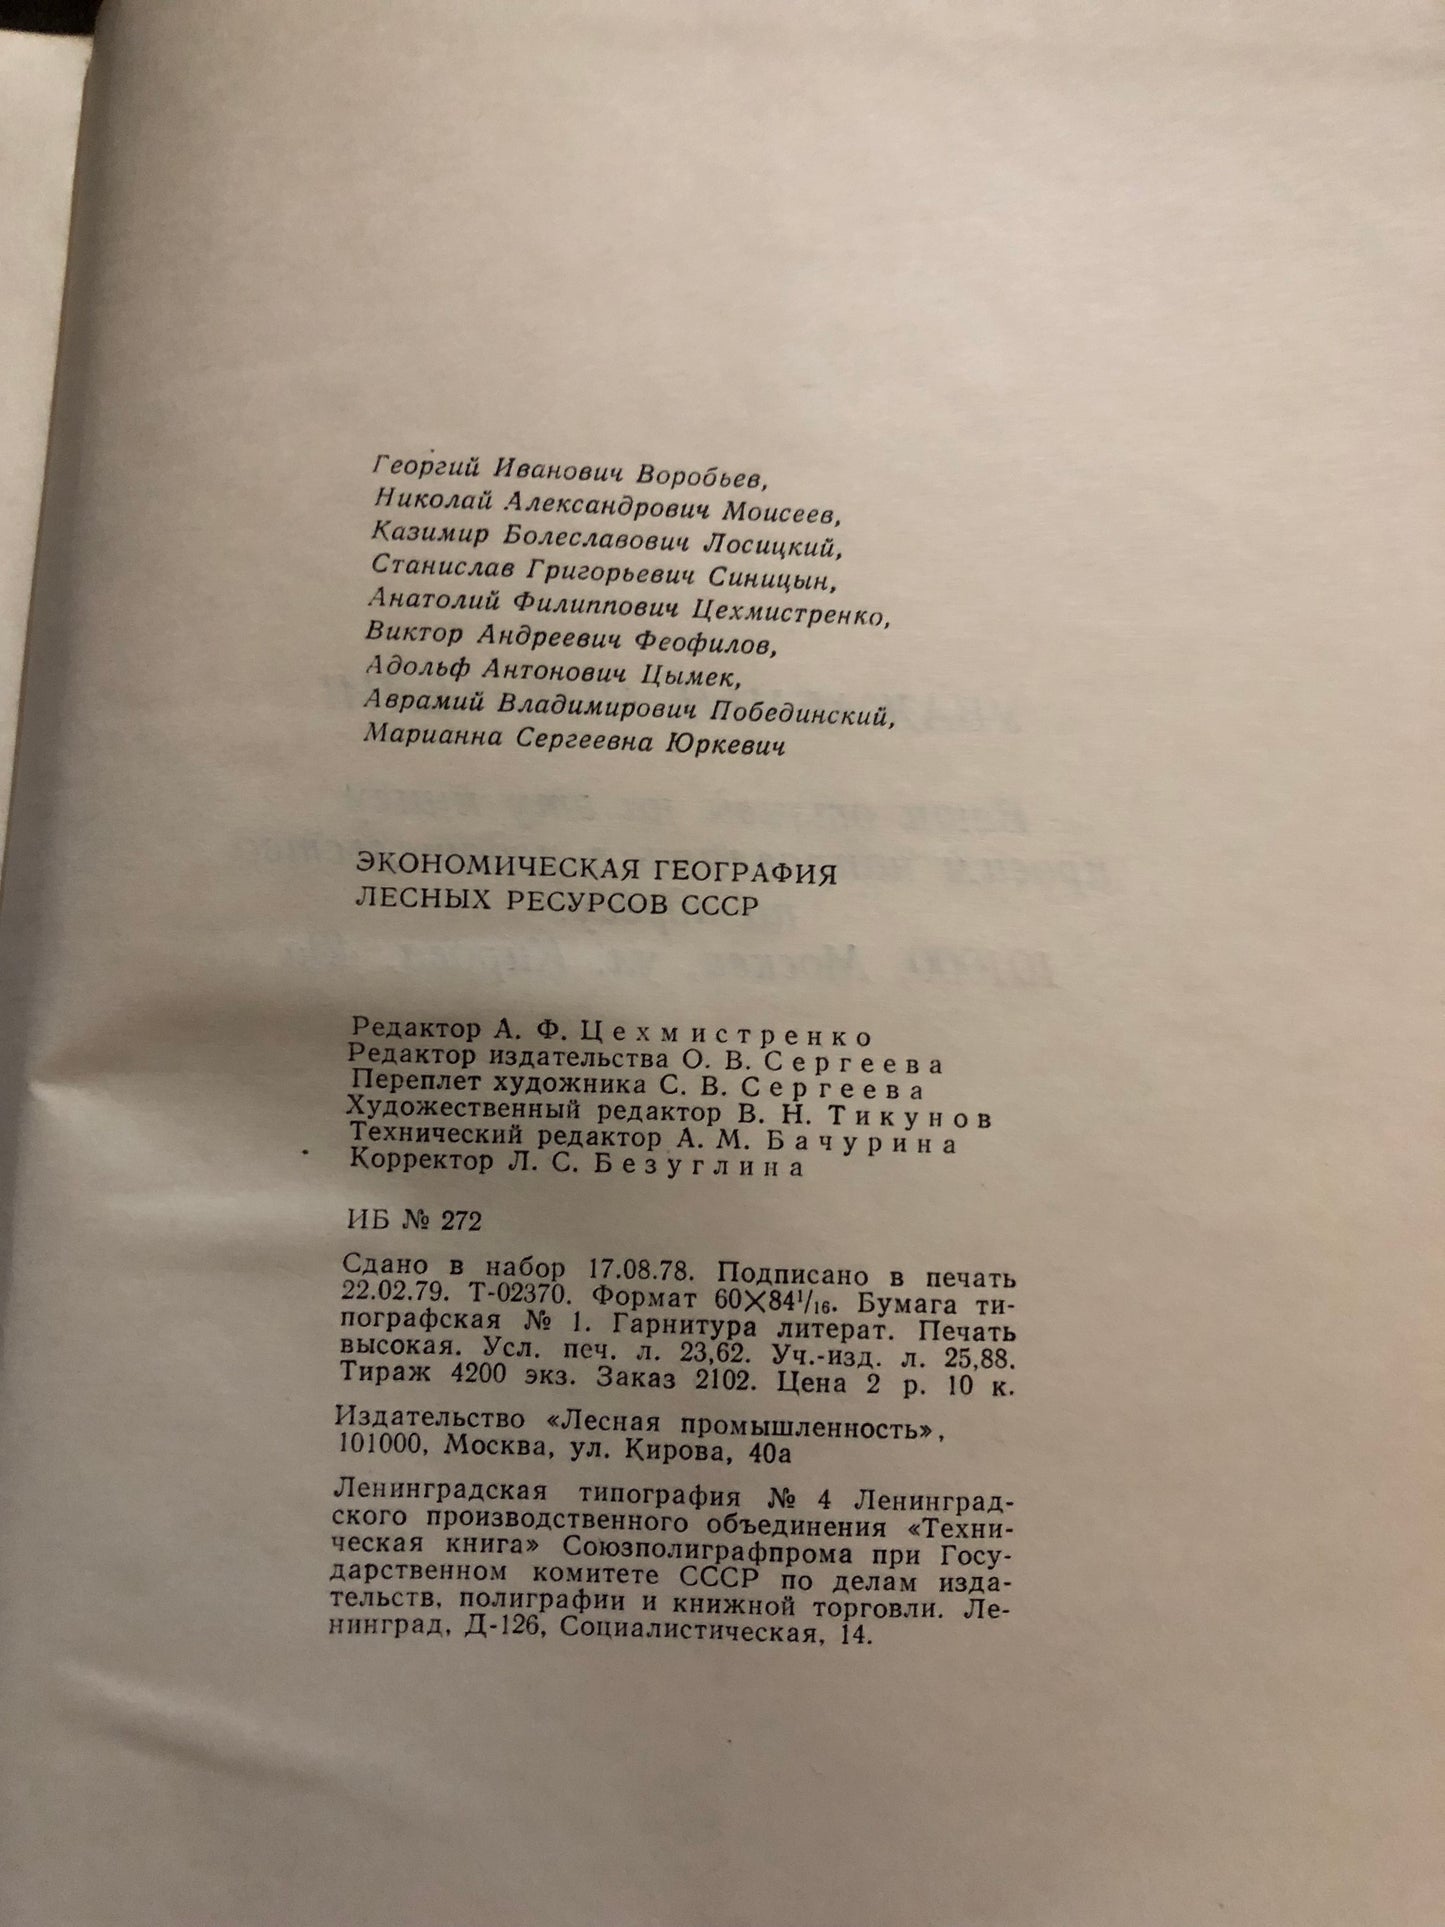 Георгий Иванович Воробьев,
Николай Александрович Моисеев,
Казимир Болеславович Лосицкий,
Станислав Григорьевич Синицын,
Анатолий Филиппович Цехмистренко,
Виктор Андреевич Феофилов,
Адольф Антонович Цымек,
Аврамий Владимирович Побединский,
Марианна Сергеевна Юркевич
ЭКОНОМИЧЕСКАЯ ГЕОГРАФИЯ
ЛЕСНЫХ РЕСУРСОВ СССР
Редактор А. Ф. Цехмистренко
Редактор издательства О. В. Сергеева
Переплет художника С. В. Сергеева
Художественный редактор В. Н. Тикунов
Технический редактор А. М. Бачурина
Корректор Л. С. Безуглина
ИБ № 272
Сдано в набор 17.08.78. Подписано в печать
22.02.79. Т-02370. Формат 60×84¹/₁₆. Бумага ти-
пографская № 1. Гарнитура литерат. Печать
высокая. Усл. печ. л. 23,62. Уч.-изд. л. 25,88.
Тираж 4200 экз. Заказ 2102. Цена 2 р. 10 к.
Издательство «Лесная промышленность»,
101000, Москва, ул. Кирова, 40а
Ленинградская типография № 4 Ленинград-
ского производственного объединения «Техни-
ческая книга» Союзполиграфпрома при Госу-
дарственном комитете СССР по делам изда-
тельств, полиграфии и книжной торговли. Ле-
нинград, Д-126, Социалистическая, 14.